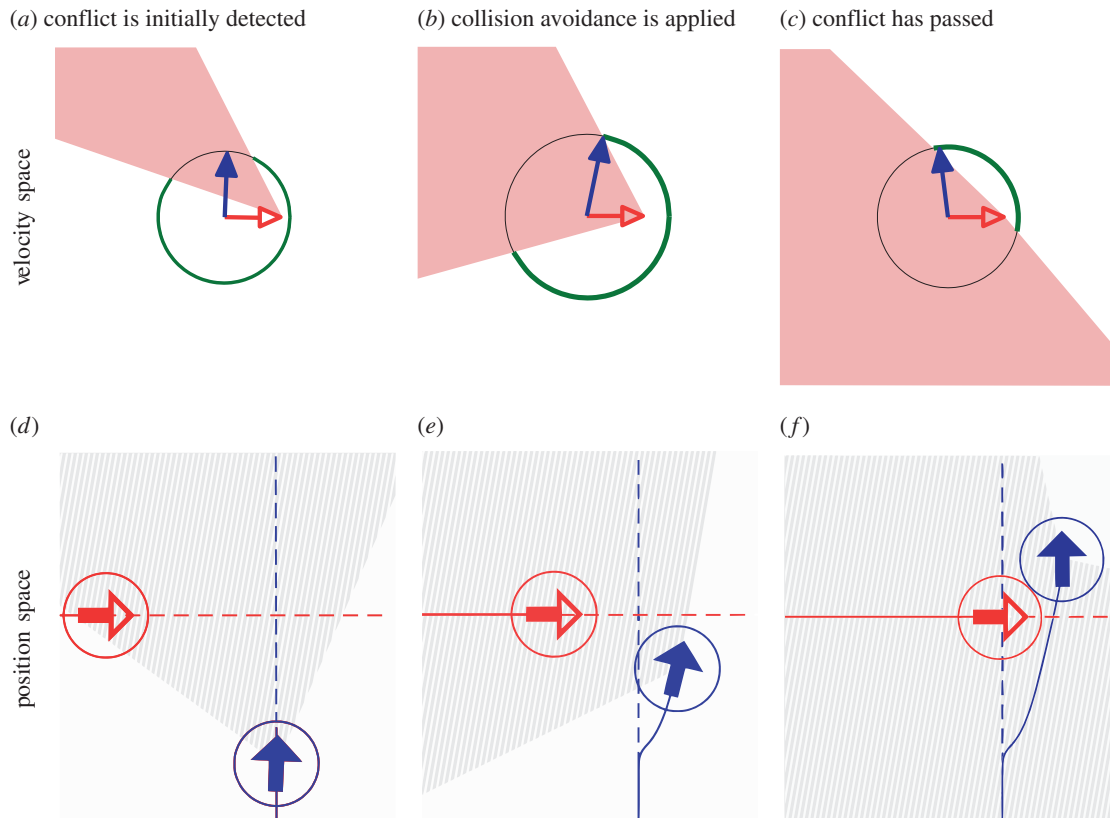 (a) conflict is initially detected
(b) collision avoidance is applied
(c) conflict has passed
velocity space
(d)
(e)
(f)
position space